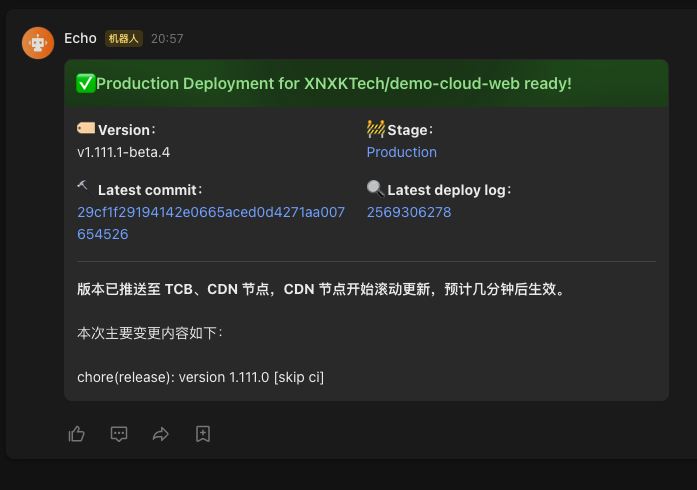 Echo 机器人 20:57
Production Deployment for XNXKTech/demo-cloud-web ready!
Version：
v1.111.1-beta.4
Stage：
Production
Latest commit：
29cf1f29194142e0665aced0d4271aa007
654526
Latest deploy log：
2569306278
版本已推送至 TCB、CDN 节点，CDN 节点开始滚动更新，预计几分钟后生效。
本次主要变更内容如下：
chore(release): version 1.111.0 [skip ci]